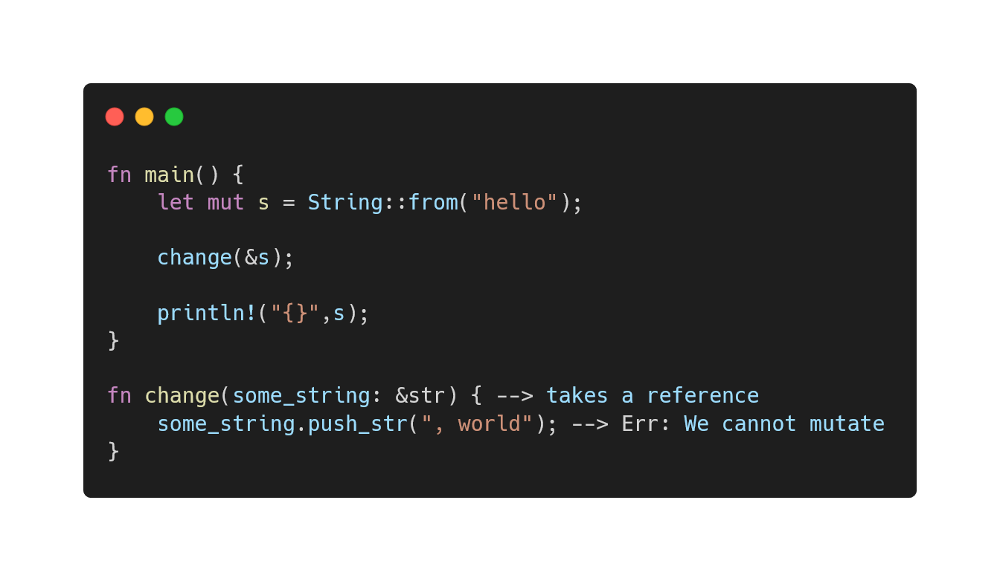 fn main() {
    let mut s = String::from("hello");
    change(&s);
    println!("{}",s);
}
fn change(some_string: &str) { --> takes a reference
    some_string.push_str(", world"); --> Err: We cannot mutate
}